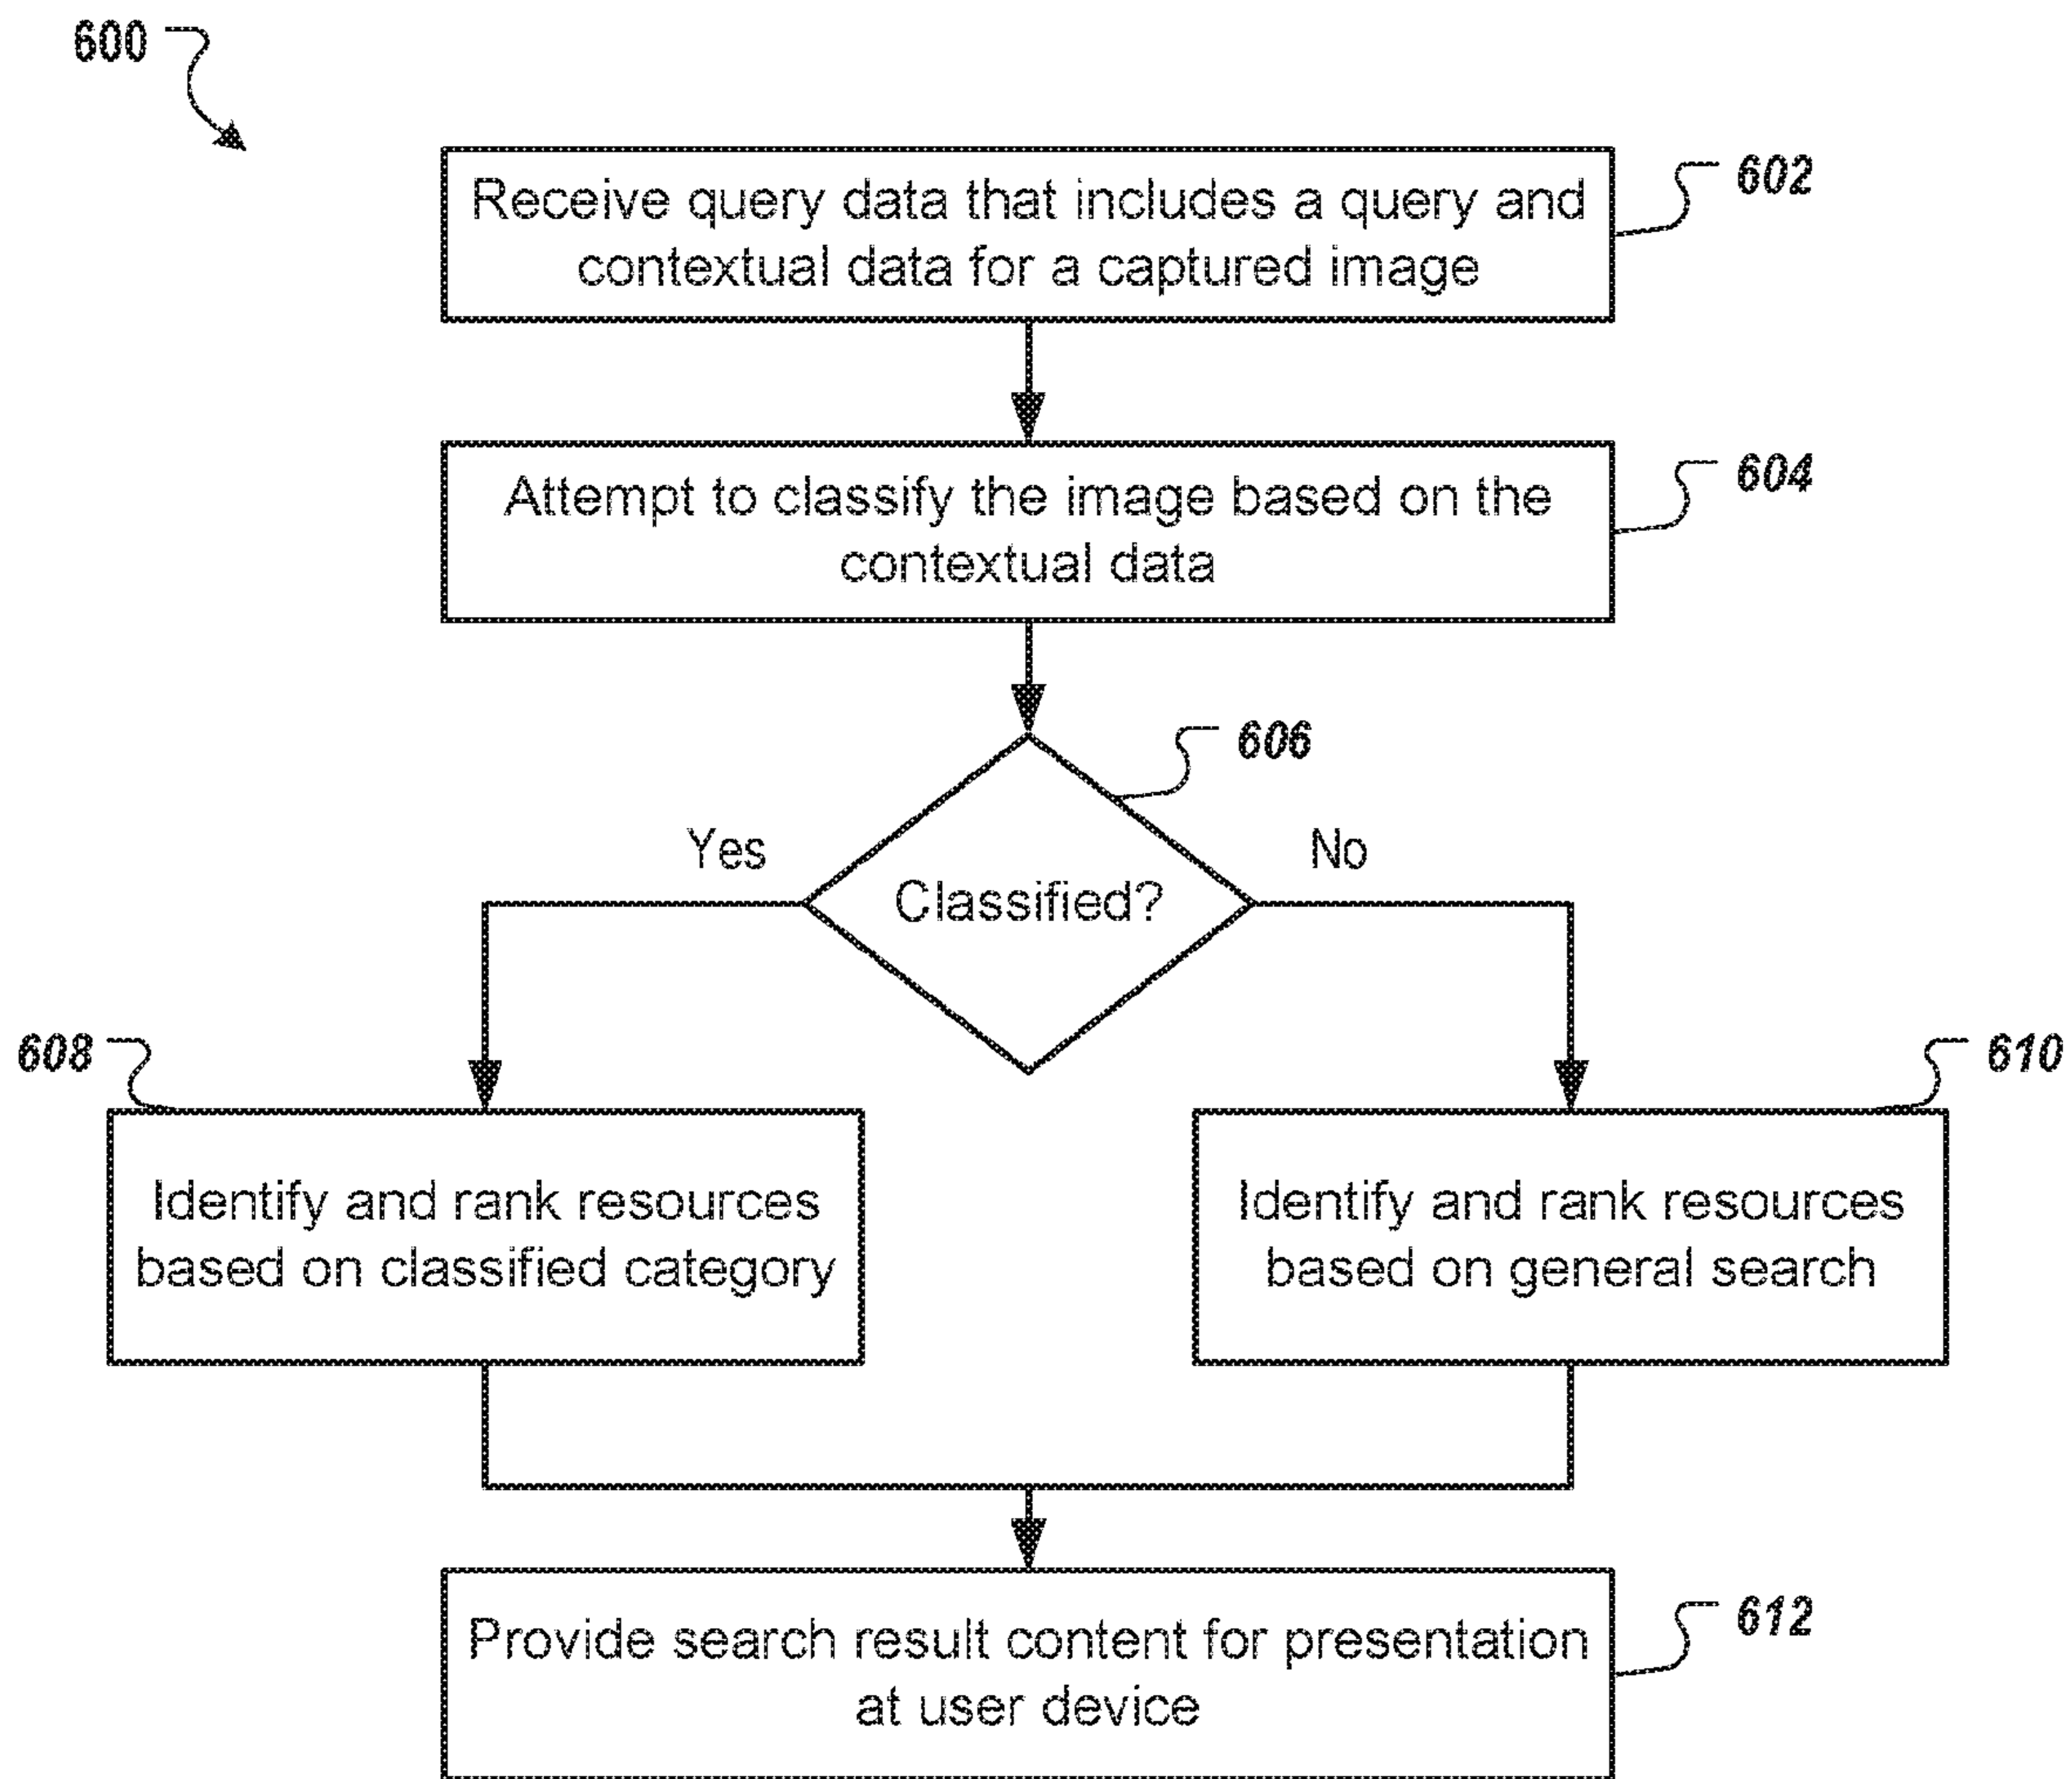 600
Receive query data that includes a query and
contextual data for a captured image
602
Attempt to classify the image based on the
contextual data
604
606
Yes
No
Classified?
608
610
Identify and rank resources
based on classified category
Identify and rank resources
based on general search
Provide search result content for presentation
at user device
612